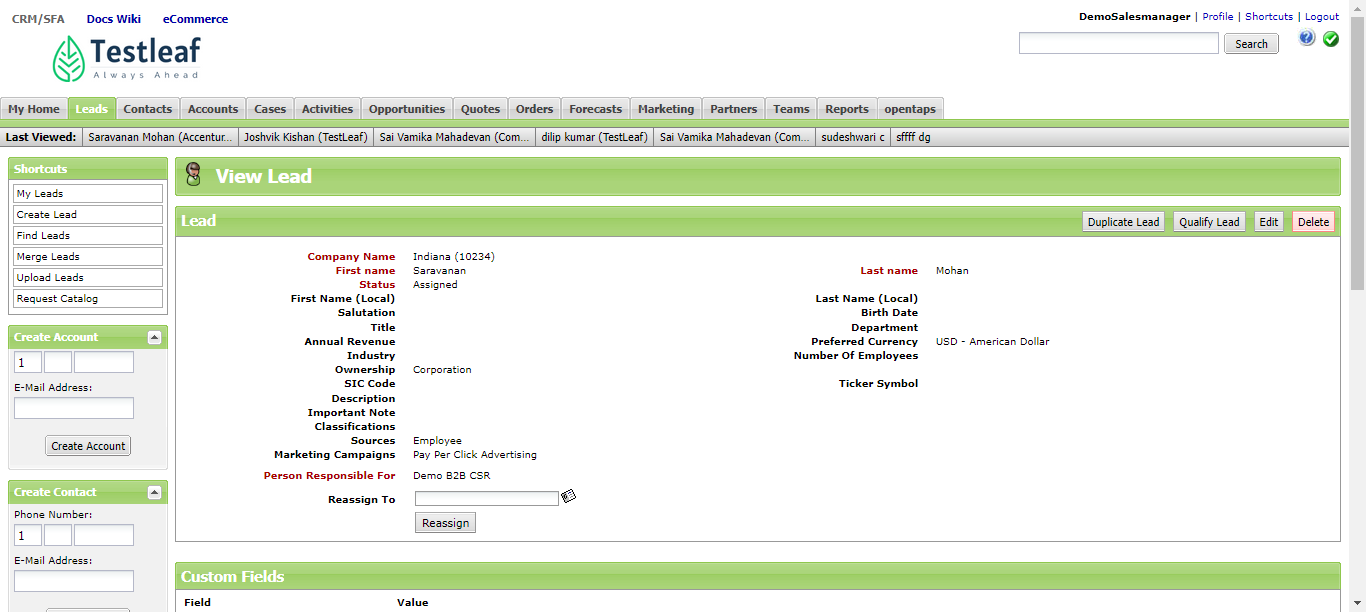 CRM/SFA Docs Wiki eCommerce
DemoSalesmanager | Profile | Shortcuts | Logout
Testleaf
Always Ahead
Search
My Home Leads Contacts Accounts Cases Activities Opportunities Quotes Orders Forecasts Marketing Partners Teams Reports opentaps
Last Viewed: Saravanan Mohan (Accentur... Joshvik Kishan (TestLeaf) Sai Vamika Mahadevan (Com... dilip kumar (TestLeaf) Sai Vamika Mahadevan (Com... sudeshwari c sffff dg
Shortcuts
My Leads
Create Lead
Find Leads
Merge Leads
Upload Leads
Request Catalog
Create Account
1
E-Mail Address:
Create Account
Create Contact
Phone Number:
1
E-Mail Address:
View Lead
Lead
Duplicate Lead Qualify Lead Edit Delete
Company Name Indiana (10234)
First name Saravanan Last name Mohan
Status Assigned
First Name (Local) Last Name (Local)
Salutation Birth Date
Title Department
Annual Revenue Preferred Currency USD - American Dollar
Industry Number Of Employees
Ownership Corporation
SIC Code Ticker Symbol
Description
Important Note
Classifications
Sources Employee
Marketing Campaigns Pay Per Click Advertising
Person Responsible For Demo B2B CSR
Reassign To
Reassign
Custom Fields
Field Value